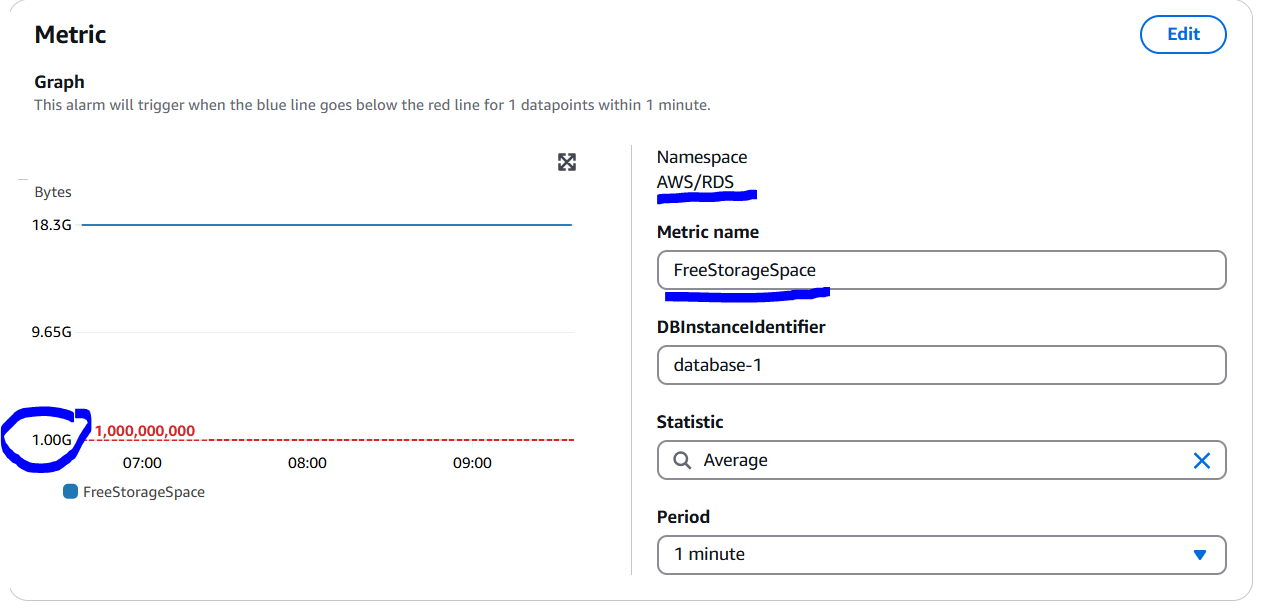 Metric
Edit
Graph
This alarm will trigger when the blue line goes below the red line for 1 datapoints within 1 minute.
Bytes
18.3G
9.65G
1.00G
1,000,000,000
07:00 08:00 09:00
FreeStorageSpace
Namespace
AWS/RDS
Metric name
FreeStorageSpace
DBInstanceIdentifier
database-1
Statistic
Average
Period
1 minute